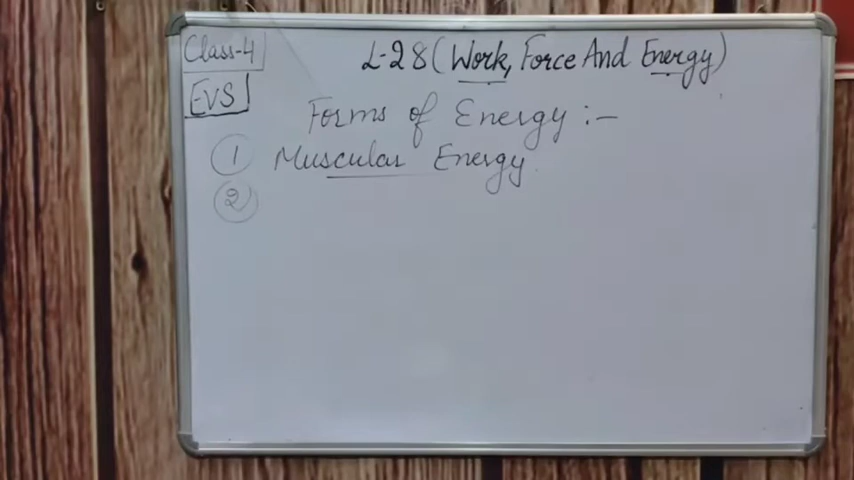 Class-4
L-28 (Work, Force And Energy)
EVS
Forms of Energy :-
1 Muscular Energy
2